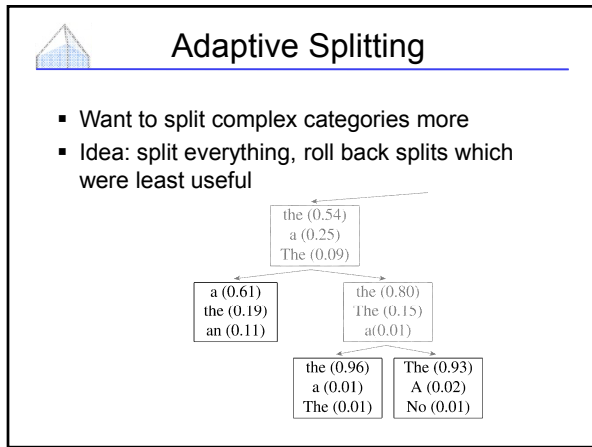 Adaptive Splitting
▪ Want to split complex categories more
▪ Idea: split everything, roll back splits which
were least useful
the (0.54)
a (0.25)
The (0.09)
a (0.61)
the (0.19)
an (0.11)
the (0.80)
The (0.15)
a(0.01)
the (0.96)
a (0.01)
The (0.01)
The (0.93)
A (0.02)
No (0.01)